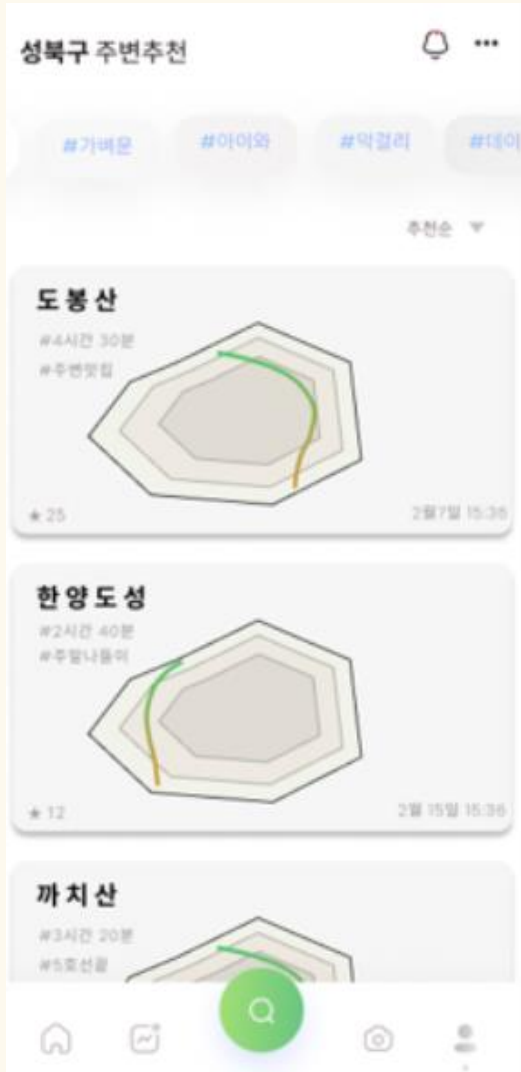 성북구 주변추천
#가벼운 #아이와 #막걸리 #데이
추천순
도봉산
#4시간 30분
#주변맛집
★ 25
2월7일 15:36
한양도성
#2시간 40분
#주말나들이
★ 12
2월 15일 15:36
까치산
#3시간 20분
#5호선끝